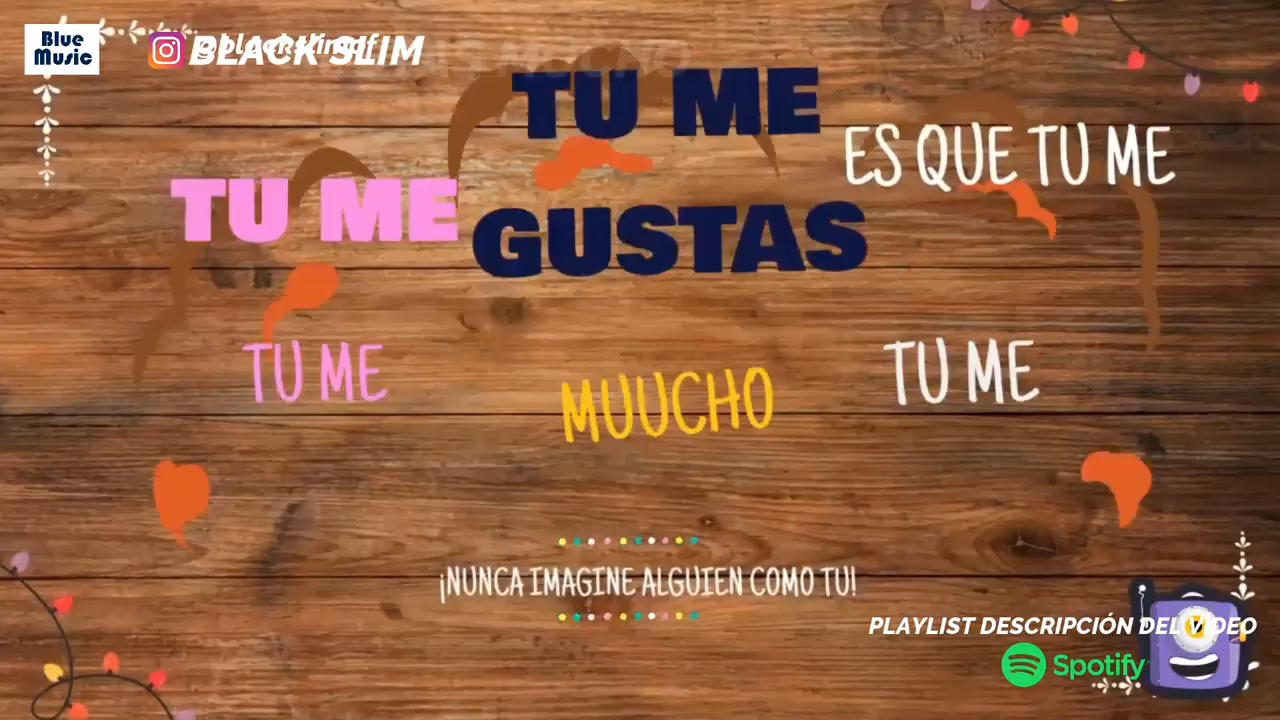 Blue
Music
BLACK SLIM
TU ME
GUSTAS
TU ME
ES QUE TU ME
TU ME
MUUCHO
TU ME
¡NUNCA IMAGINE ALGUIEN COMO TU!
PLAYLIST DESCRIPCIÓN DEL VIDEO
Spotify